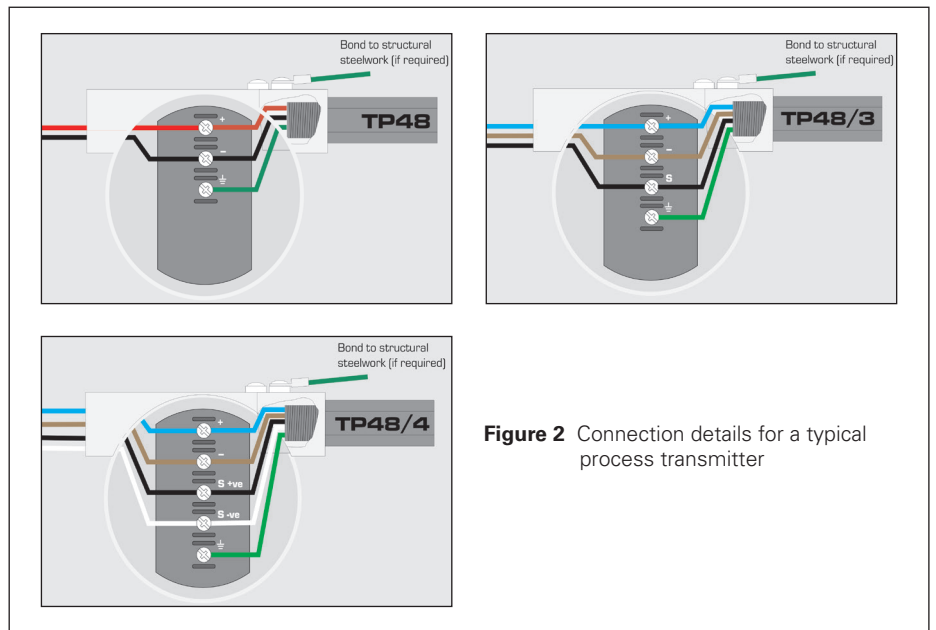 Bond to structural
steelwork (if required)
+
TP48
-
⏚
Bond to structural
steelwork (if required)
+
TP48/3
-
S
⏚
Bond to structural
steelwork (if required)
+
TP48/4
-
S +ve
S -ve
⏚
Figure 2 Connection details for a typical
process transmitter